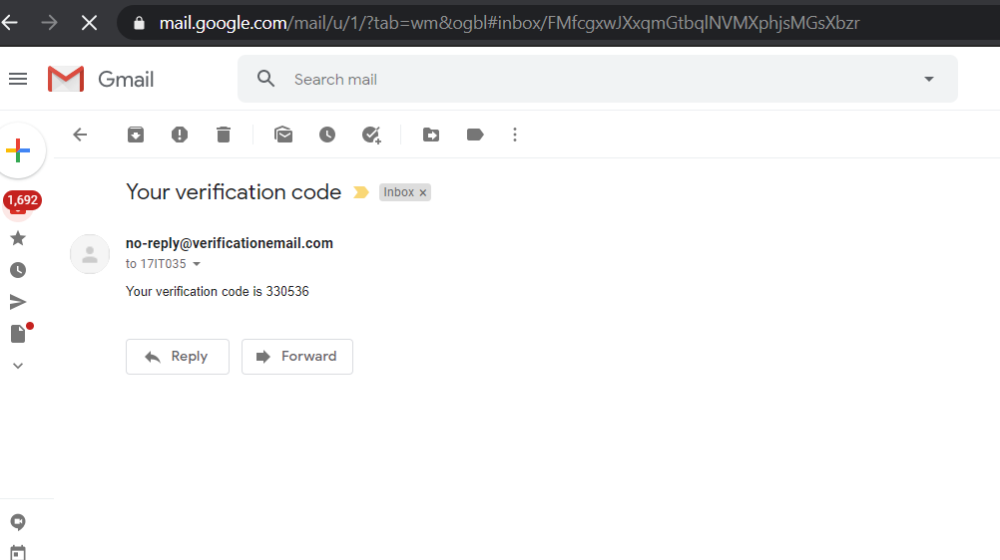 mail.google.com/mail/u/1/?tab=wm&ogbl#inbox/FMfcgxwJXxqmGtbqlNVMXphjsMGsXbzr
Gmail
Search mail
1,692
Your verification code
Inbox x
no-reply@verificationemail.com
to 17IT035
Your verification code is 330536
Reply
Forward